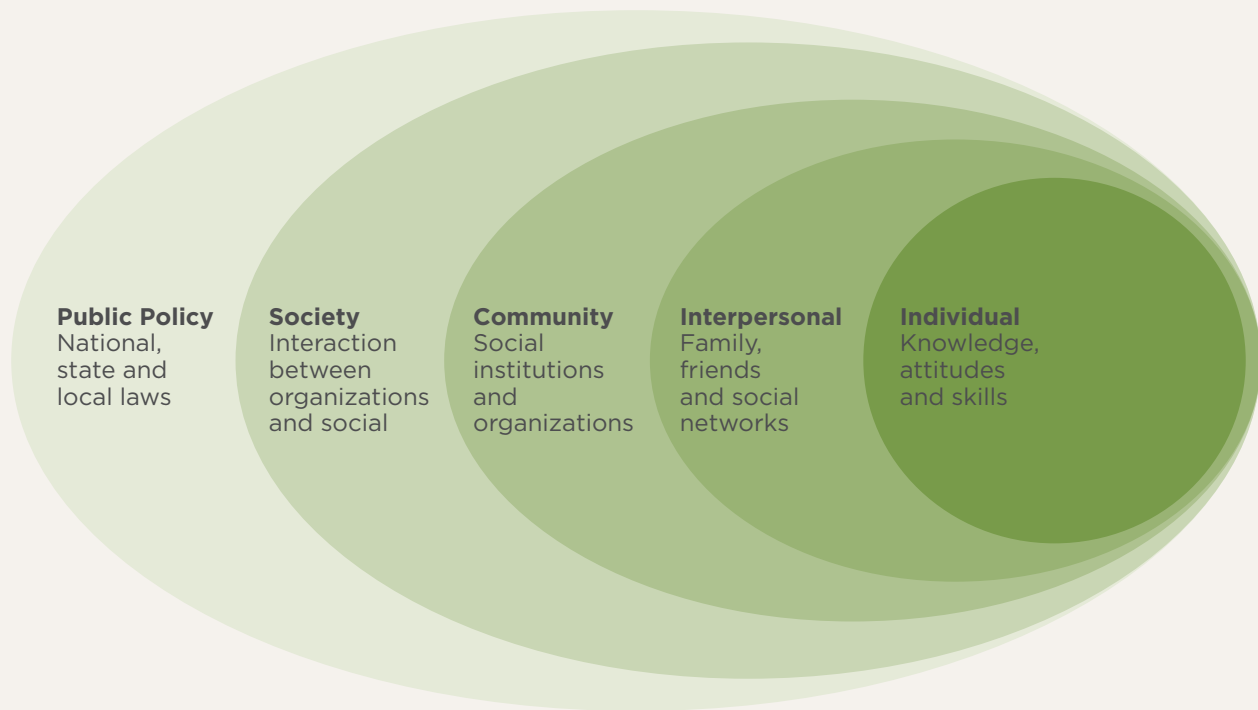 Public Policy
National,
state and
local laws
Society
Interaction
between
organizations
and social
Community
Social
institutions
and
organizations
Interpersonal
Family,
friends
and social
networks
Individual
Knowledge,
attitudes
and skills